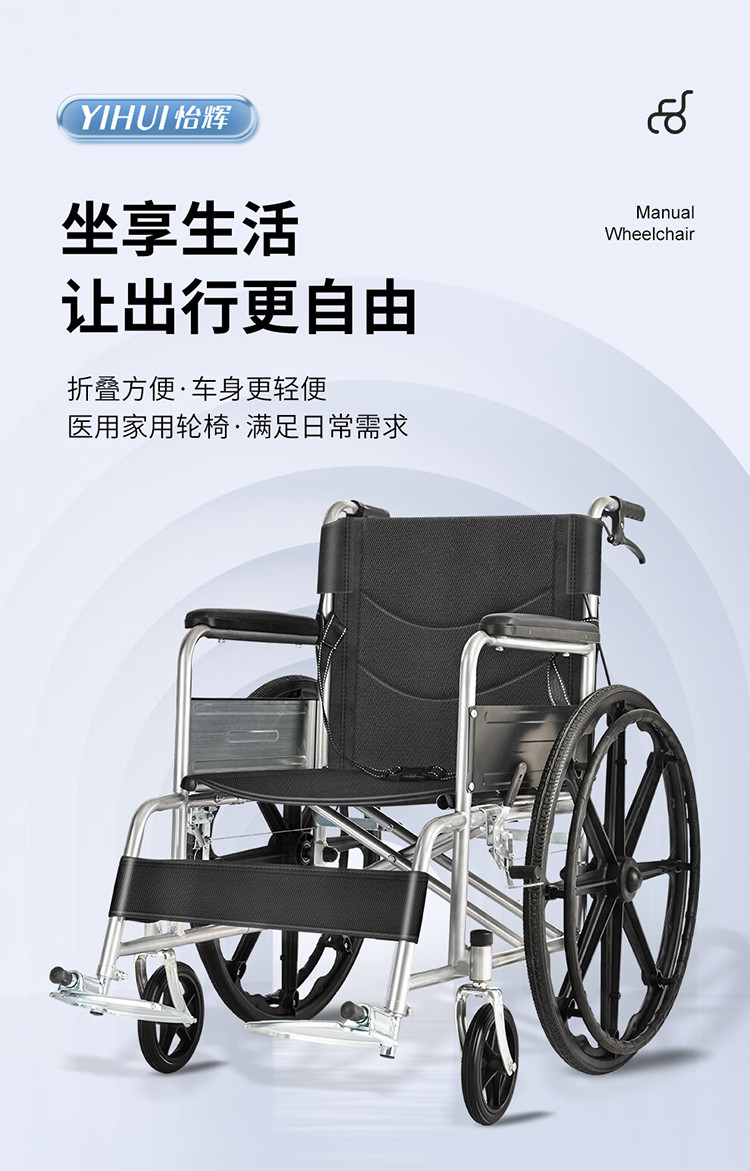 YIHUI怡辉
Manual
Wheelchair
坐享生活
让出行更自由
折叠方便·车身更轻便
医用家用轮椅·满足日常需求